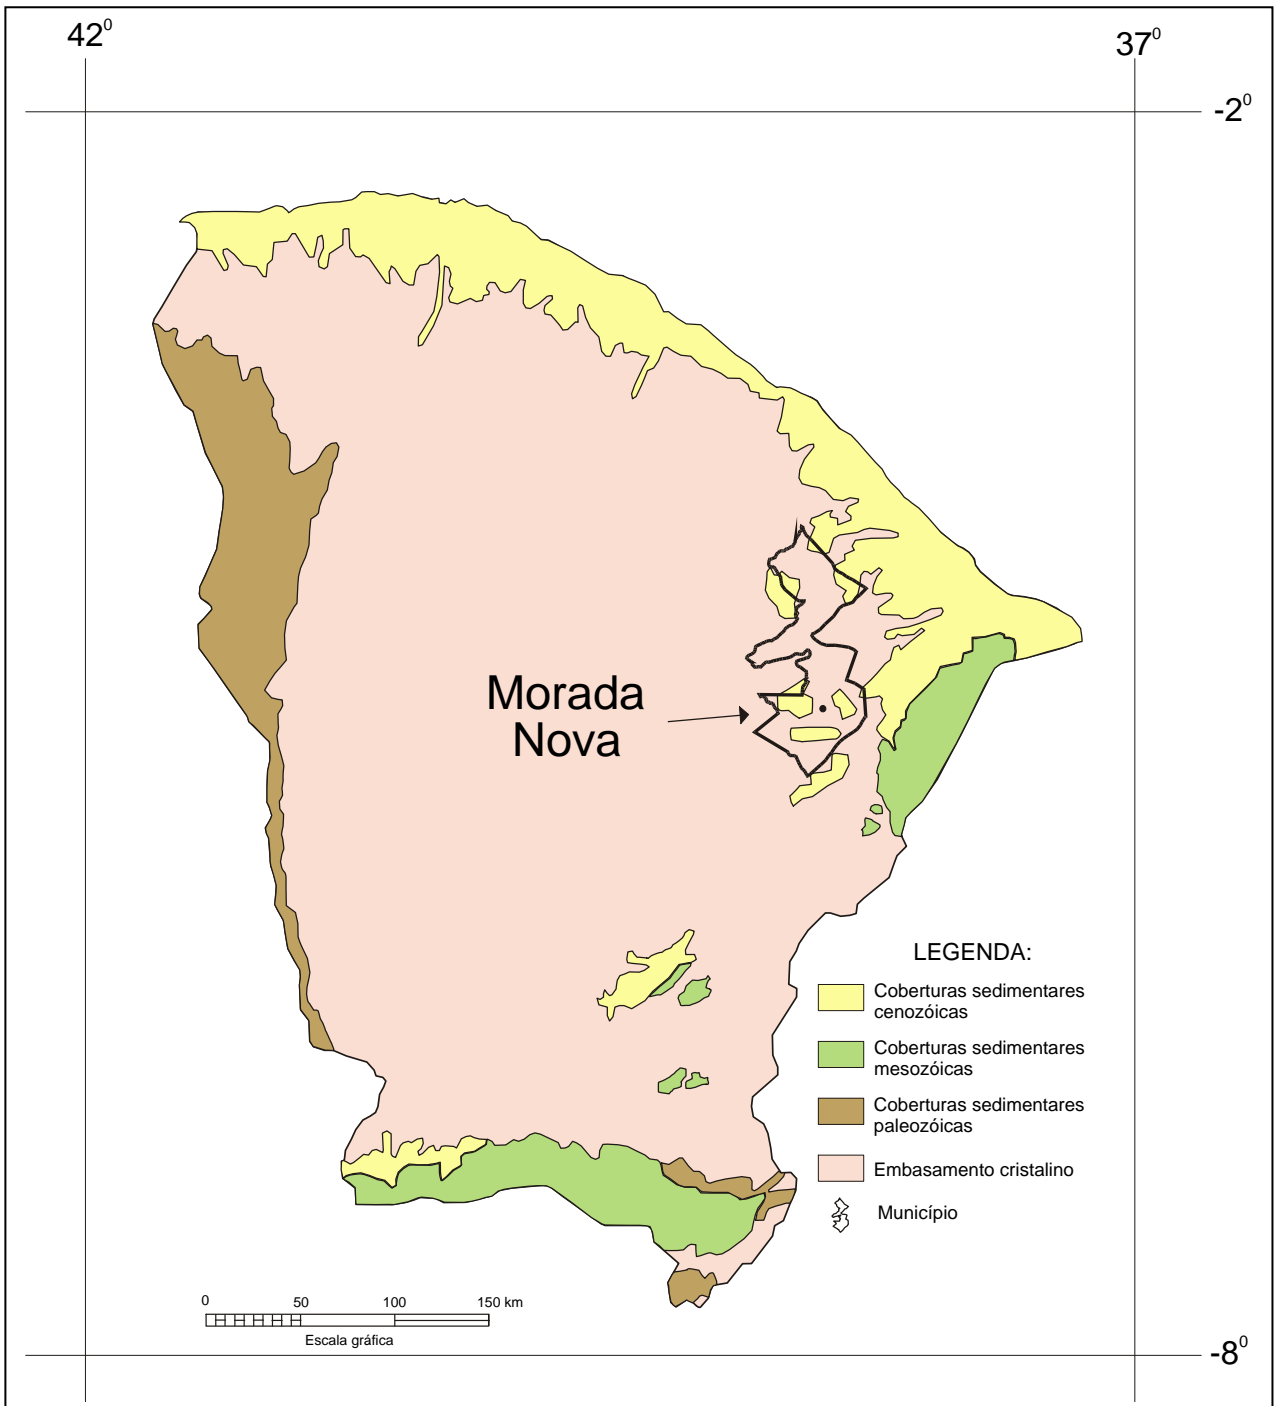 42⁰
37⁰
-2⁰
Morada
Nova
LEGENDA:
Coberturas sedimentares
cenozóicas
Coberturas sedimentares
mesozóicas
Coberturas sedimentares
paleozóicas
Embasamento cristalino
Município
0 50 100 150 km
Escala gráfica
-8⁰